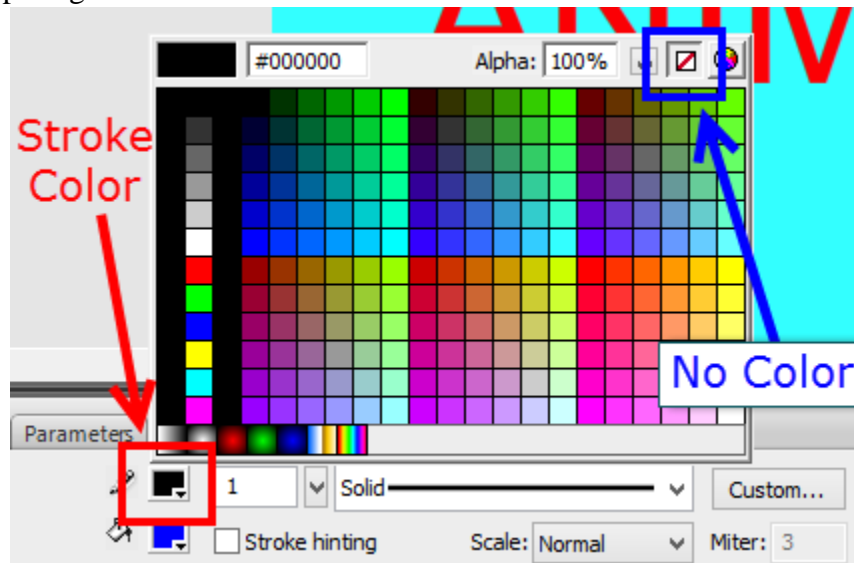 #000000 Alpha: 100%
Stroke
Color
No Color
Parameters
1 Solid Custom...
Stroke hinting Scale: Normal Miter: 3